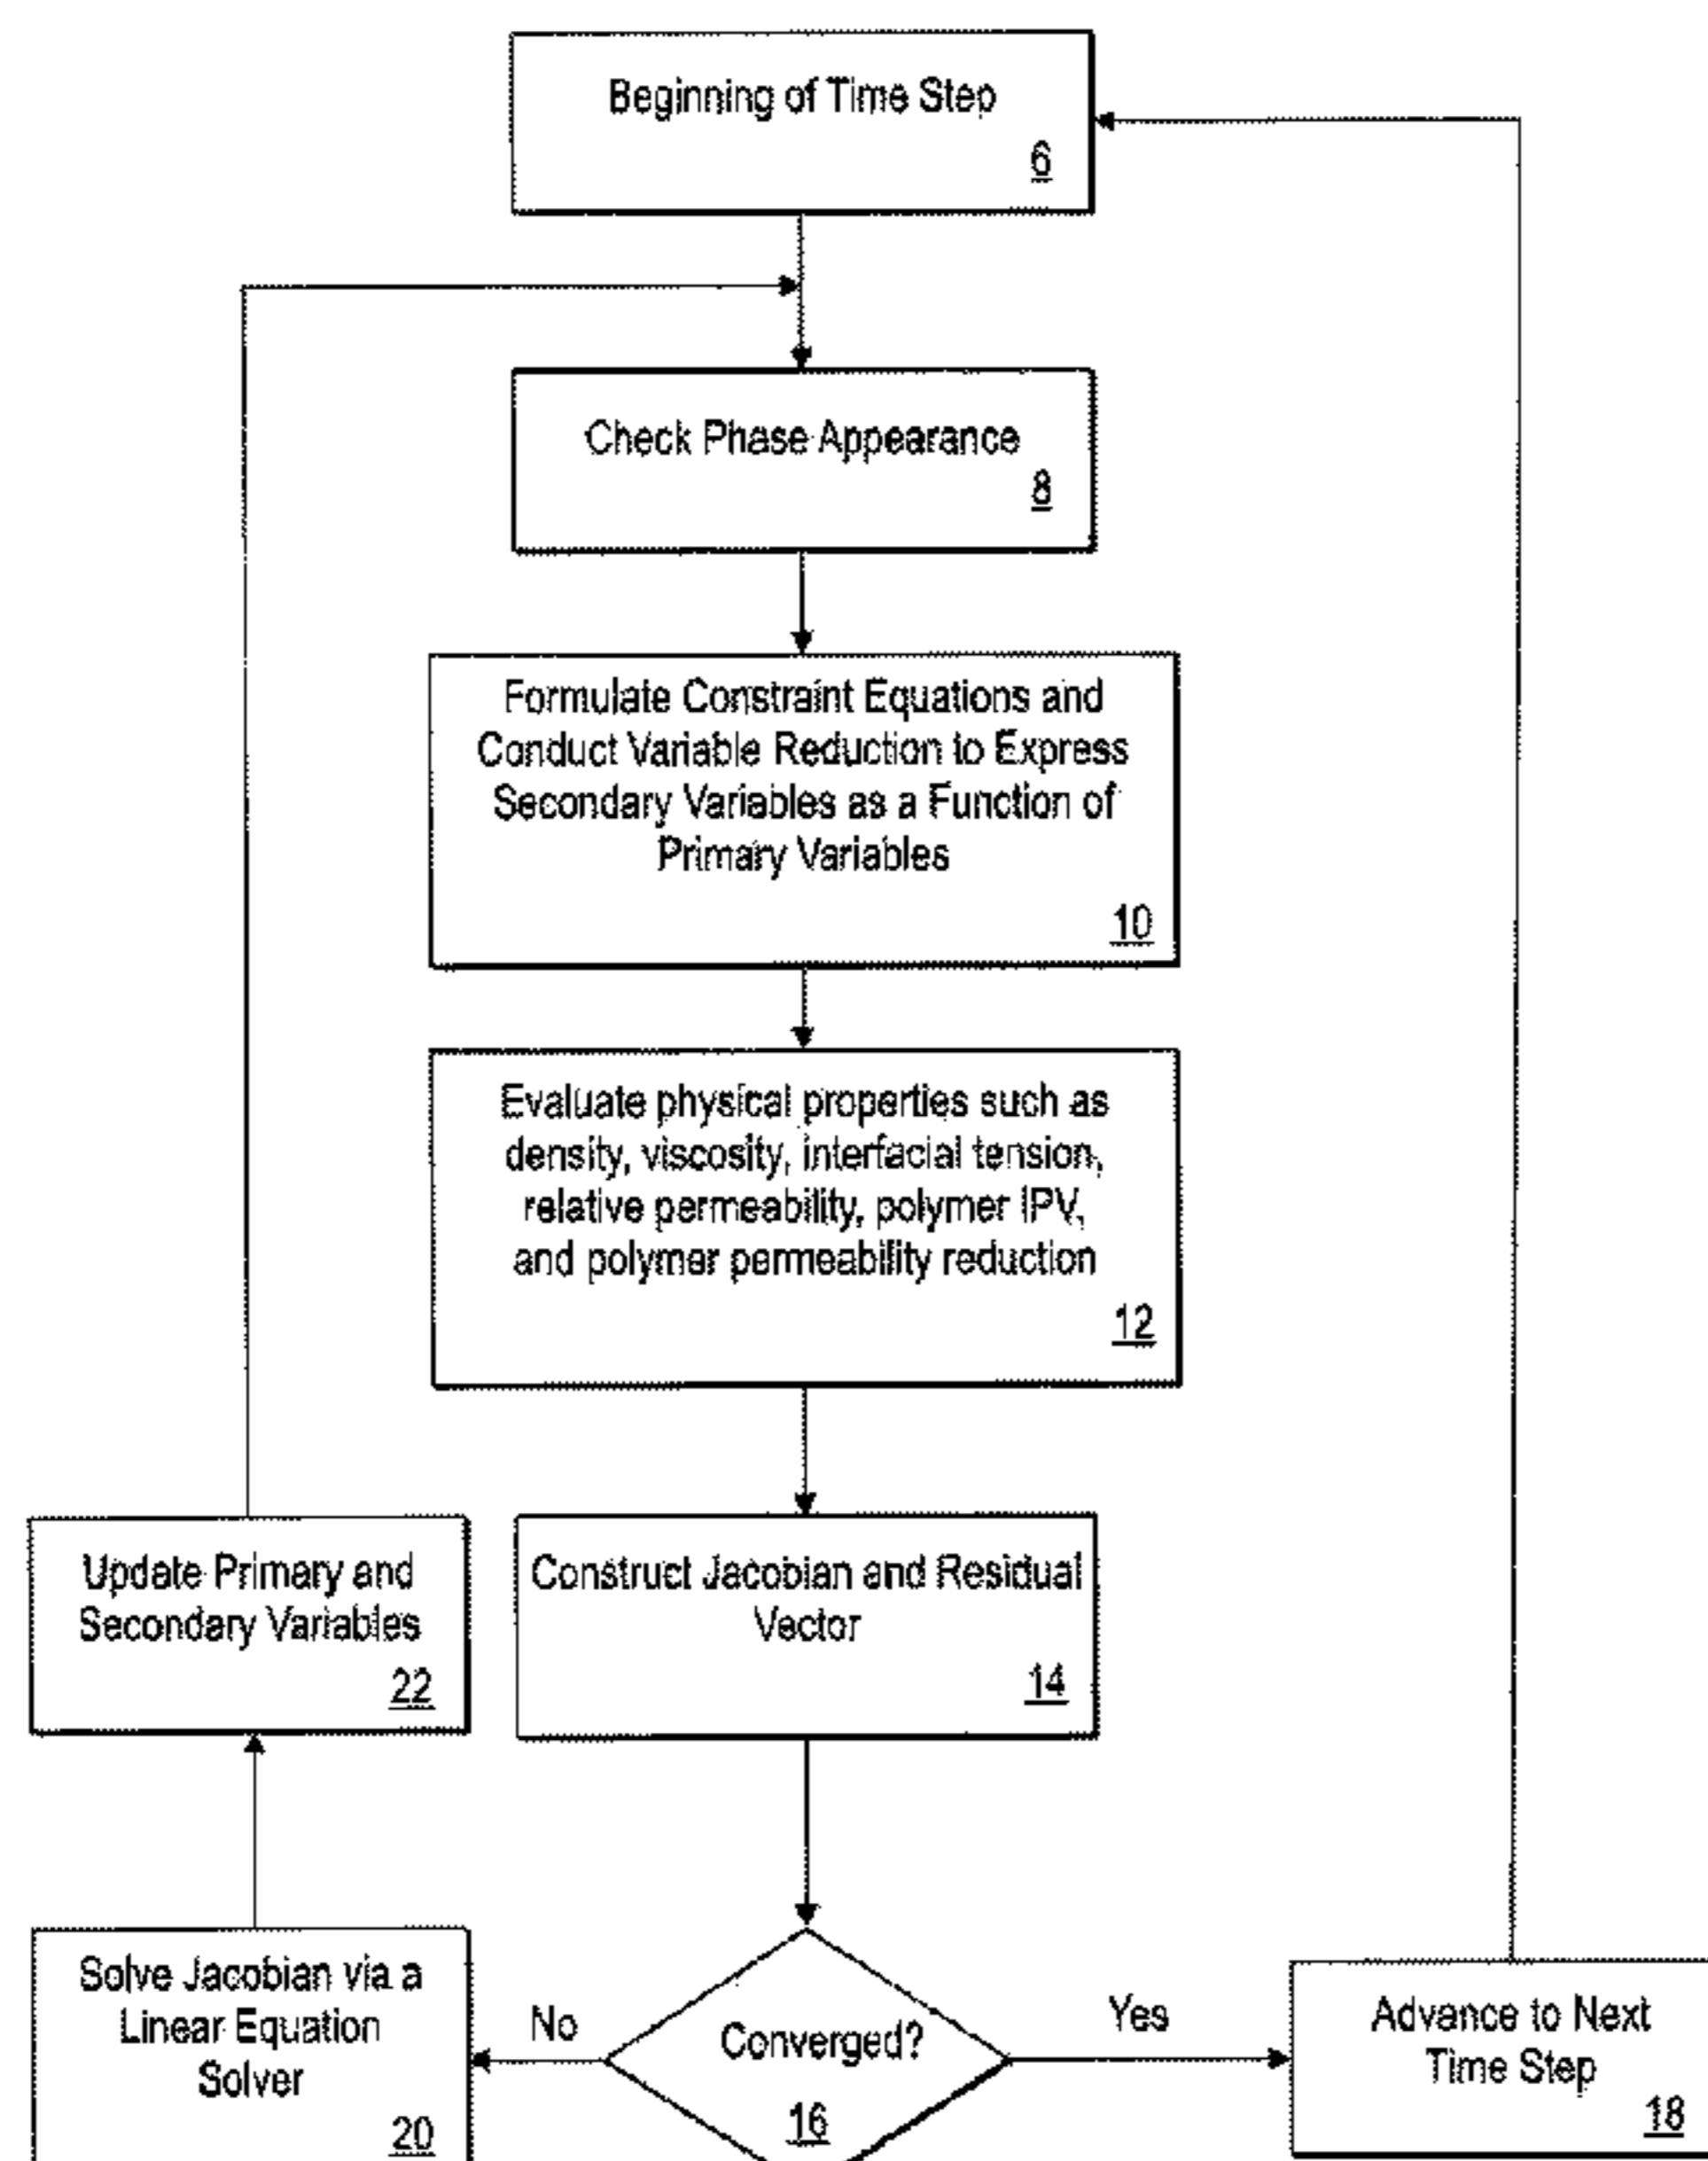 Beginning of Time Step
6
Check Phase Appearance
8
Formulate Constraint Equations and
Conduct Variable Reduction to Express
Secondary Variables as a Function of
Primary Variables
10
Evaluate physical properties such as
density, viscosity, interfacial tension,
relative permeability, polymer IPV,
and polymer permeability reduction
12
Construct Jacobian and Residual
Vector
14
Update Primary and
Secondary Variables
22
Solve Jacobian via a
Linear Equation
Solver
20
No
Converged?
16
Yes
Advance to Next
Time Step
18